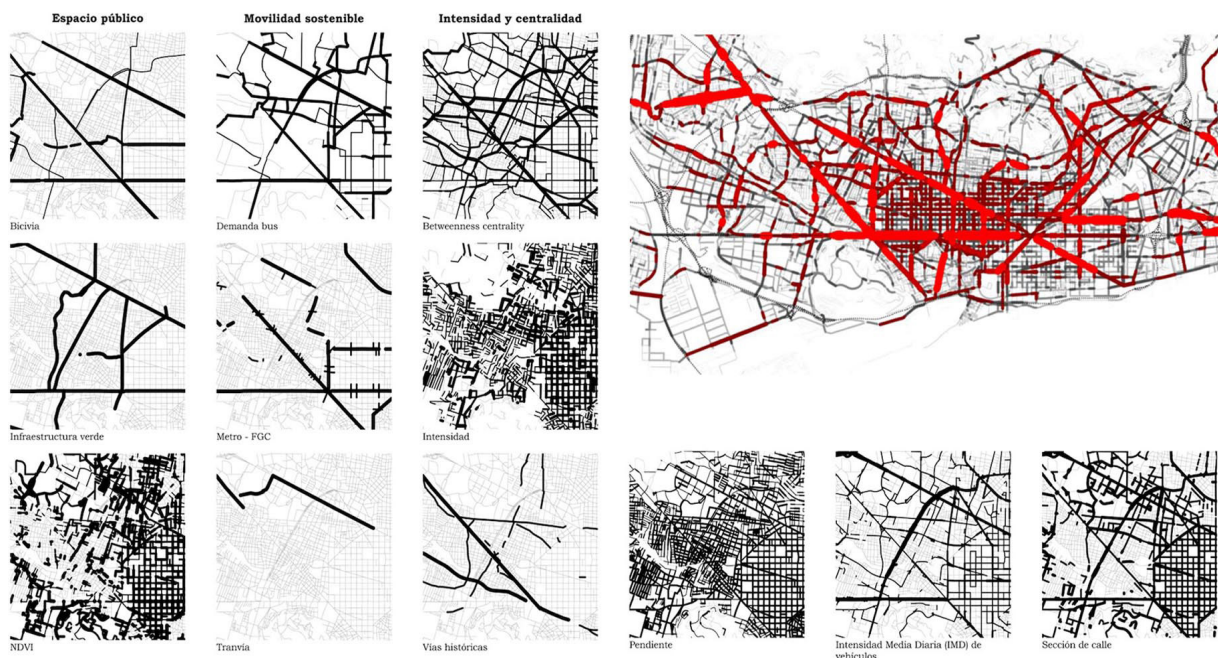 Espacio público
Movilidad sostenible
Intensidad y centralidad
Bicivia
Demanda bus
Betweenness centrality
Infraestructura verde
Metro - FGC
Intensidad
NDVI
Tranvía
Vías históricas
Pendiente
Intensidad Media Diaria (IMD) de
vehículos
Sección de calle